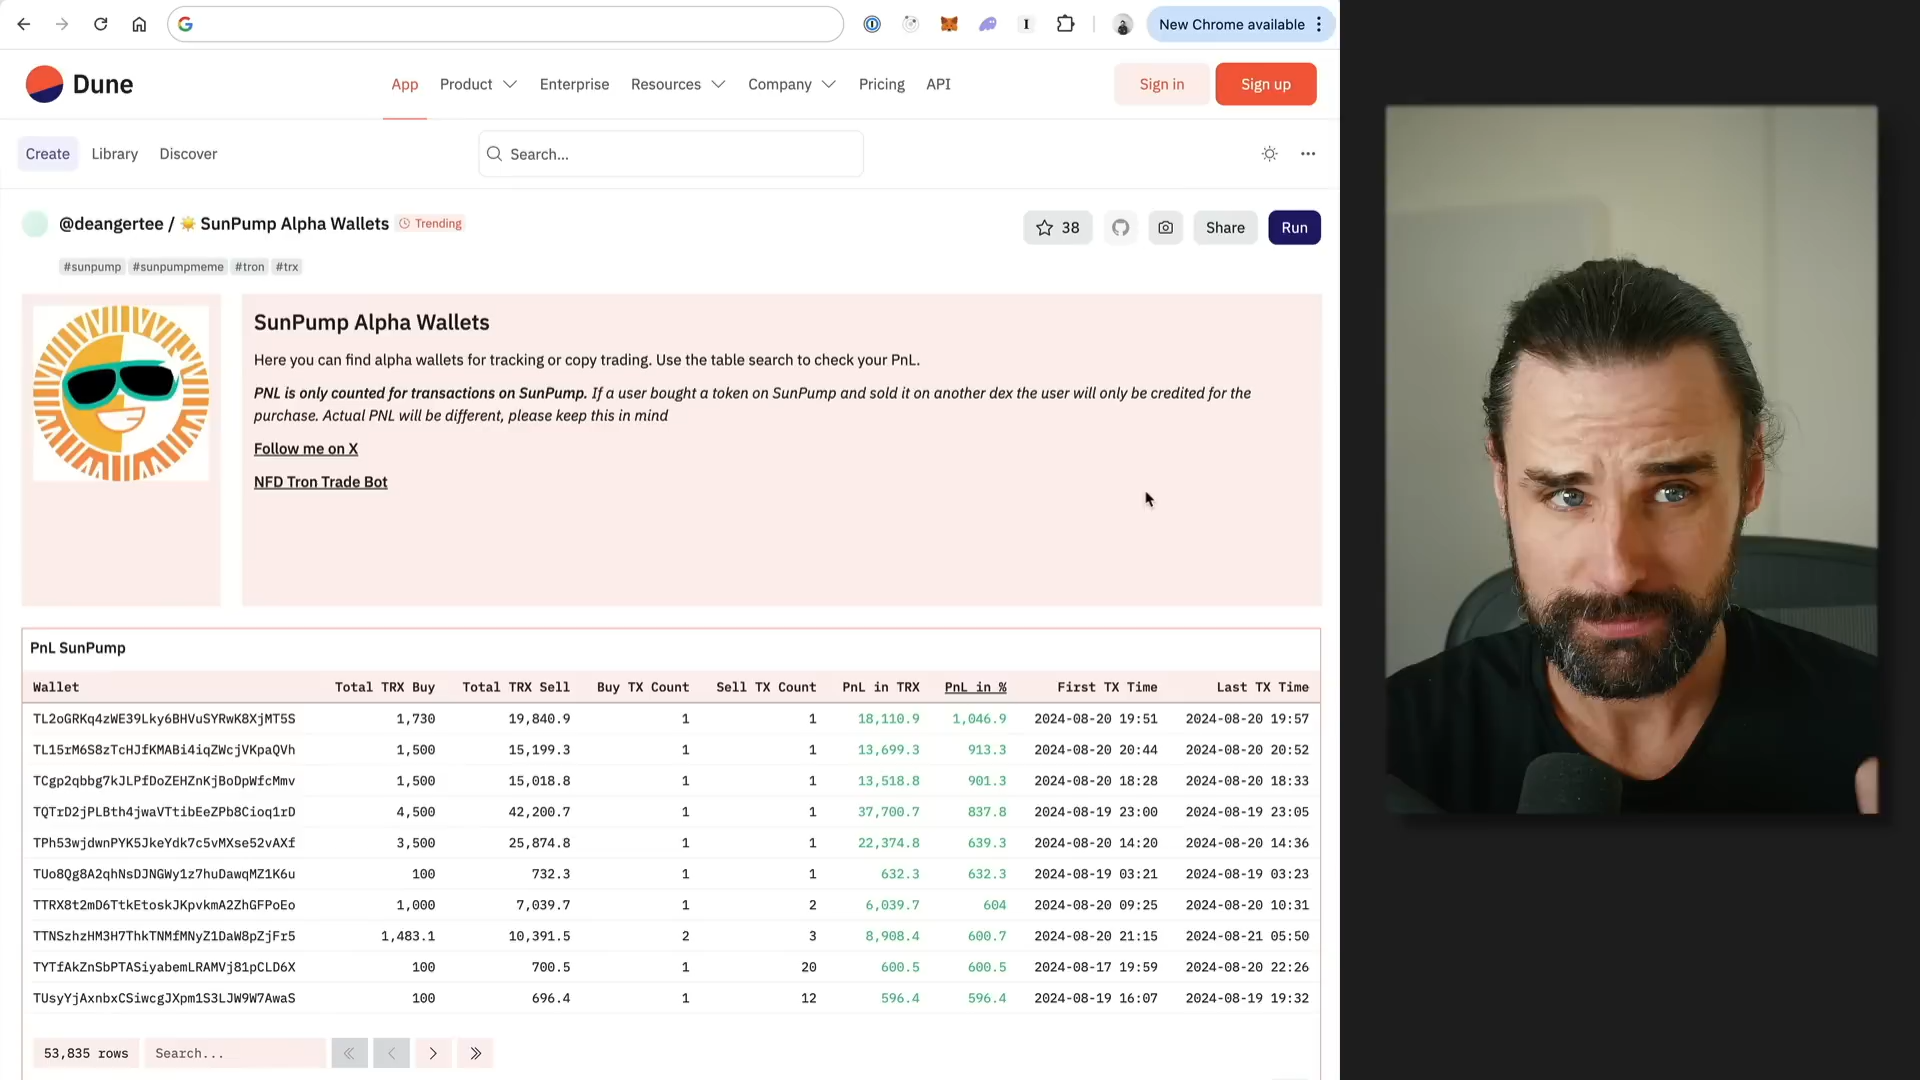 New Chrome available
Dune
App Product Enterprise Resources Company Pricing API
Sign in Sign up
Create Library Discover
Search...
@deangertee / ☀️ SunPump Alpha Wallets Trending
38 Share Run
#sunpump #sunpumpmeme #tron #trx
SunPump Alpha Wallets
Here you can find alpha wallets for tracking or copy trading. Use the table search to check your PnL.
PNL is only counted for transactions on SunPump. If a user bought a token on SunPump and sold it on another dex the user will only be credited for the
purchase. Actual PNL will be different, please keep this in mind
Follow me on X
NFD Tron Trade Bot
PnL SunPump
Wallet Total TRX Buy Total TRX Sell Buy TX Count Sell TX Count PnL in TRX PnL in % First TX Time Last TX Time
TL2oGRKq4zWE39Lky6BHVuSYRwK8XjMT5S 1,730 19,840.9 1 1 18,110.9 1,046.9 2024-08-20 19:51 2024-08-20 19:57
TL15rM6S8zTcHJfKMABi4iqZWcjVKpaQVh 1,500 15,199.3 1 1 13,699.3 913.3 2024-08-20 20:44 2024-08-20 20:52
TCgp2qbbg7kJLPfDoZEHZnKjBoDpWfcMmv 1,500 15,018.8 1 1 13,518.8 901.3 2024-08-20 18:28 2024-08-20 18:33
TQTrD2jPLBth4jwaVTtibEeZPb8Cioq1rD 4,500 42,200.7 1 1 37,700.7 837.8 2024-08-19 23:00 2024-08-19 23:05
TPh53wjdwnPYK5JkeYdk7c5vMXse52vAXf 3,500 25,874.8 1 1 22,374.8 639.3 2024-08-20 14:20 2024-08-20 14:36
TUo8Qg8A2qhNsDJNGWy1z7huDawqMZ1K6u 100 732.3 1 1 632.3 632.3 2024-08-19 03:21 2024-08-19 03:23
TTRX8t2mD6TtkEtoskJKpvkmA2ZhGFPoEo 1,000 7,039.7 1 2 6,039.7 604 2024-08-20 09:25 2024-08-20 10:31
TTNSzhzHM3H7ThkTNMfMNyZ1DaW8pZjFr5 1,483.1 10,391.5 2 3 8,908.4 600.7 2024-08-20 21:15 2024-08-21 05:50
TYTfAkZnSbPTASiyabemLRAMVj81pCLD6X 100 700.5 1 20 600.5 600.5 2024-08-17 19:59 2024-08-20 22:26
TUsyYjAxnbxCSiwcgJXpm1S3LJW9W7AwaS 100 696.4 1 12 596.4 596.4 2024-08-19 16:07 2024-08-19 19:32
53,835 rows Search...